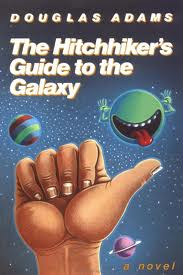 DOUGLAS ADAMS
The Hitchhiker's
Guide to the
Galaxy
a novel